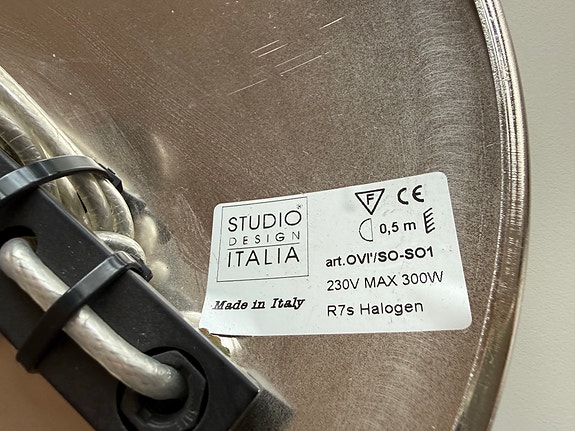 STUDIO
DESIGN
ITALIA
Made in Italy
F CE
0,5 m
art.OVI'/SO-SO1
230V MAX 300W
R7s Halogen